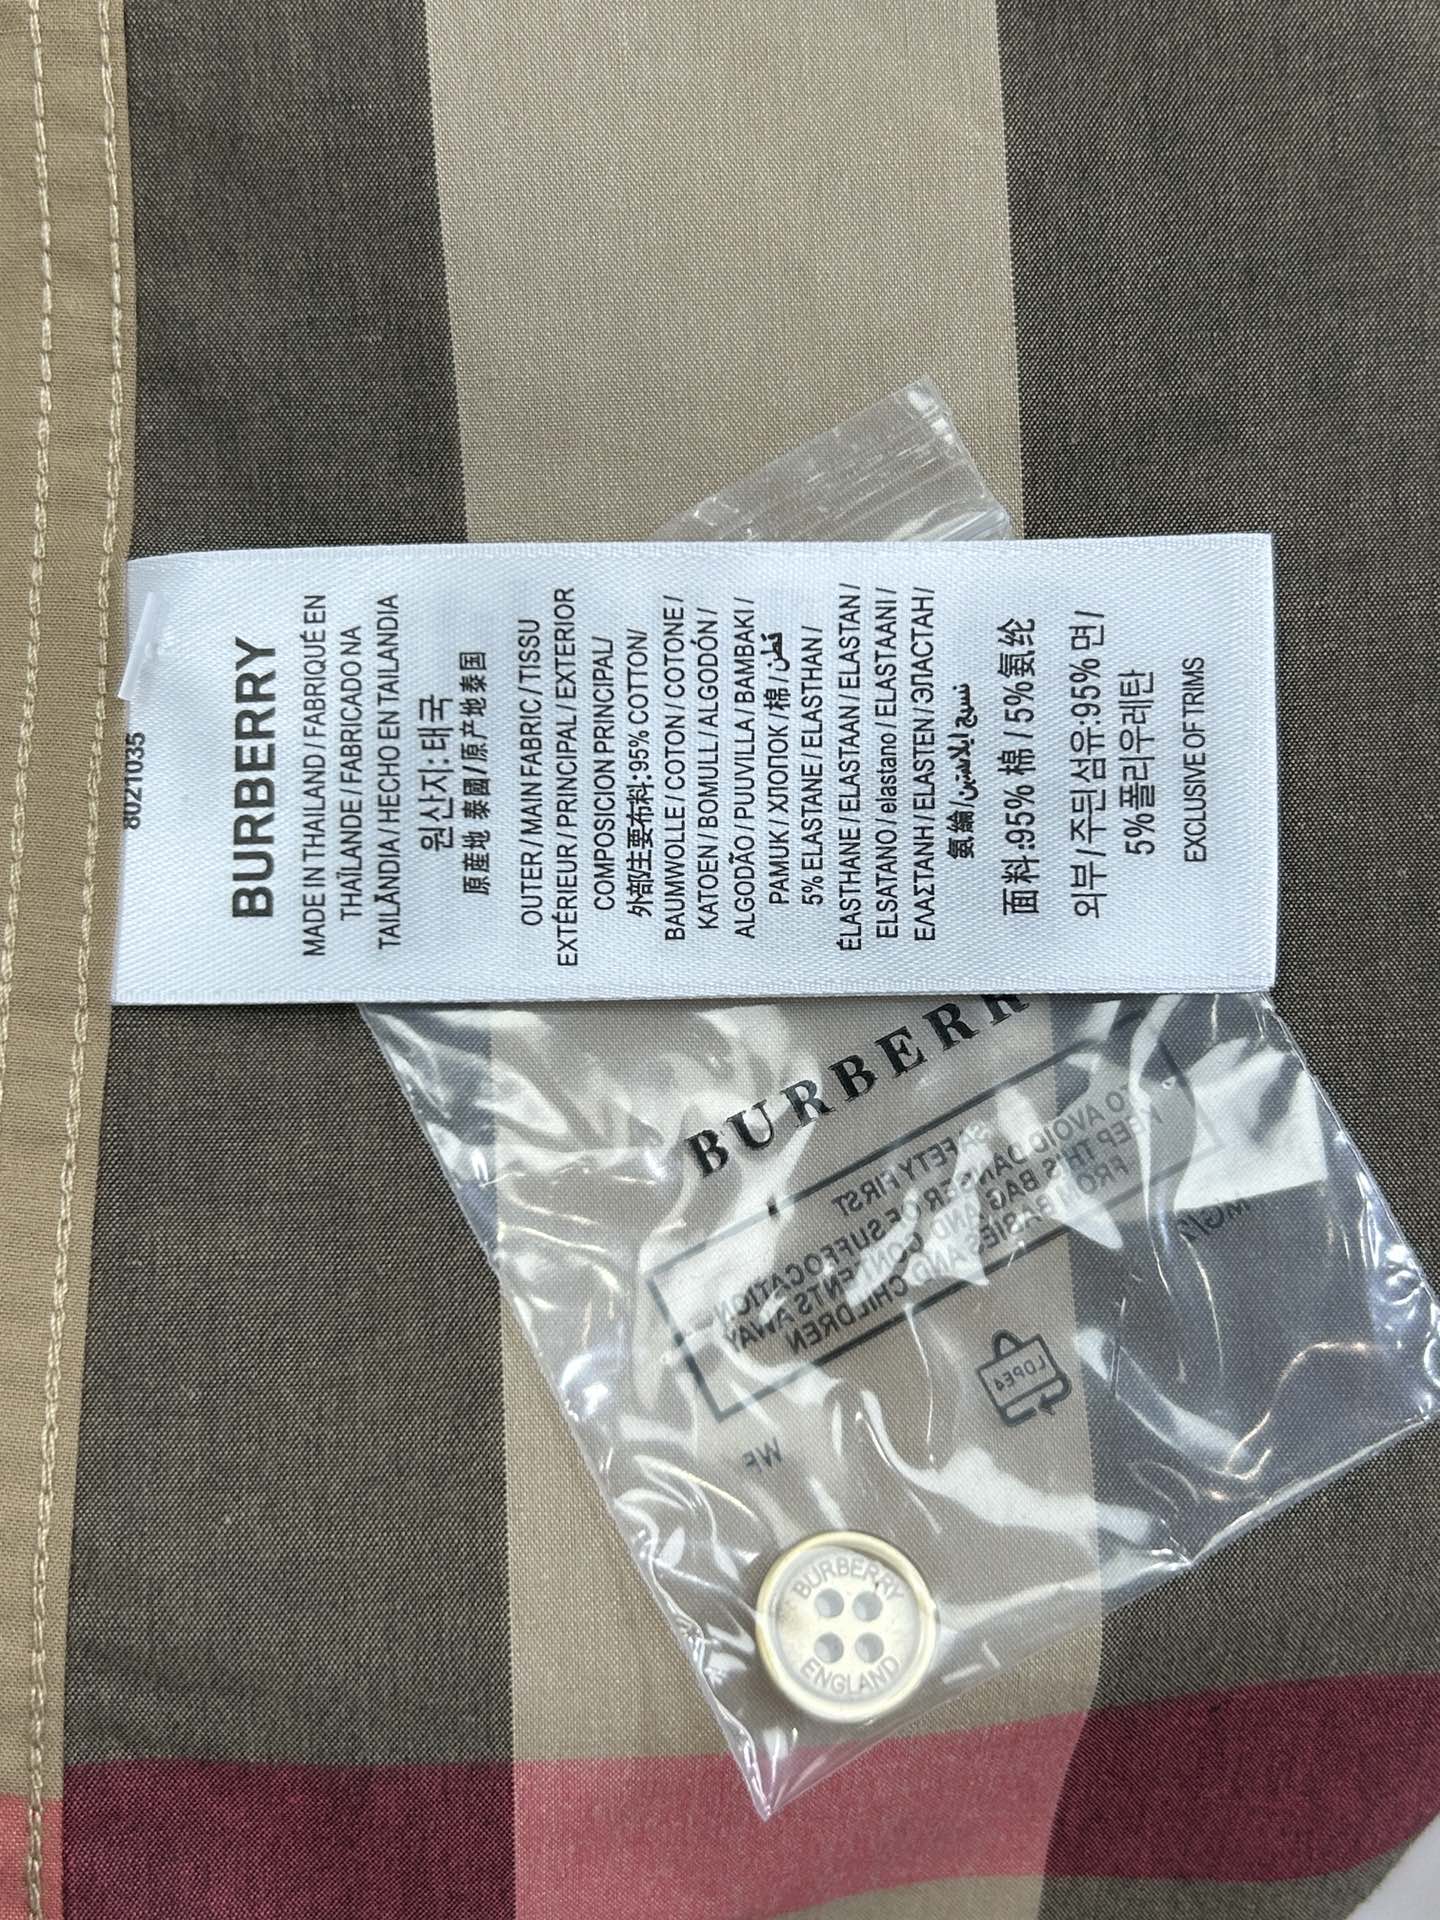 8021035
BURBERRY
MADE IN THAILAND / FABRIQUÉ EN
THAÏLANDE / FABRICADO NA
TAILÂNDIA / HECHO EN TAILANDIA
원산지: 태국
原産地 泰國/原产地泰国
OUTER / MAIN FABRIC / TISSU
EXTÉRIEUR / PRINCIPAL / EXTERIOR
COMPOSICION PRINCIPAL/
外部/主要布料:95% COTTON/
BAUMWOLLE / COTON / COTONE /
KATOEN / BOMULL / ALGODÓN /
ALGODÃO / PUUVILLA / BAMBAKI /
PAMUK / ХЛОПОК / 棉 / قطن /
5% ELASTANE / ELASTHAN /
ÉLASTHANE / ELASTAAN / ELASTAN /
ELSATANO / elastano / ELASTAANI /
ΕΛΑΣΤΑΝΗ / ELASTEN / ЭЛАСТАН /
氨綸/نسيج ايلاستين
面料:95% 棉 / 5%氨纶
외부/주된섬유:95%면/
5%폴리우레탄
EXCLUSIVE OF TRIMS
BURBERR
SAFETY FIRST
TO AVOID DANGER OF SUFFOCATION
KEEP THIS BAG AND CONTENTS AWAY
FROM BABIES AND CHILDREN
LDPE4
WF
BURBERRY
ENGLAND